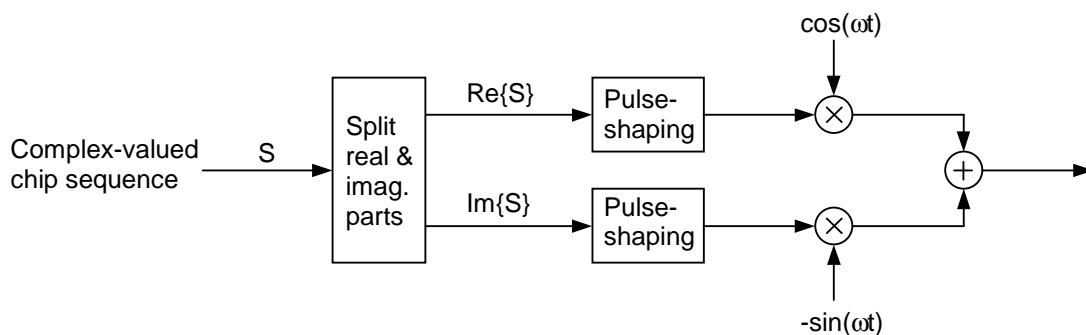 cos(ωt)
Re{S}
Pulse-
shaping
Split
real &
imag.
parts
Complex-valued
chip sequence
S
Im{S}
Pulse-
shaping
-sin(ωt)